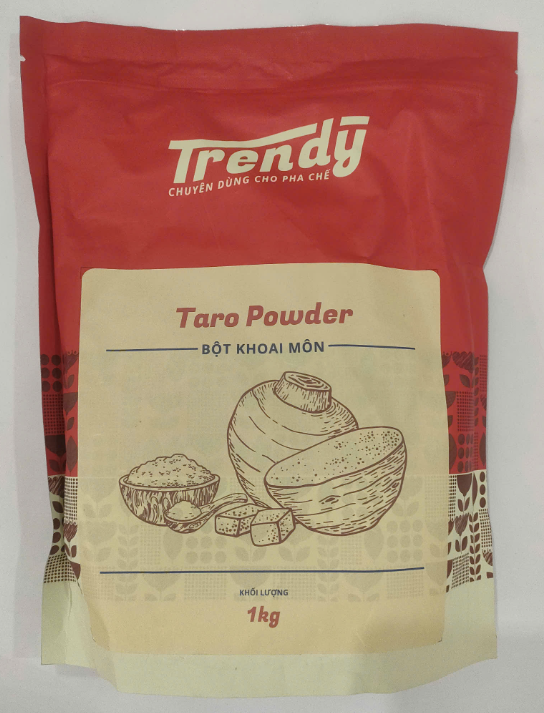 Trendy
CHUYÊN DÙNG CHO PHA CHẾ
Taro Powder
BỘT KHOAI MÔN
KHỐI LƯỢNG
1kg